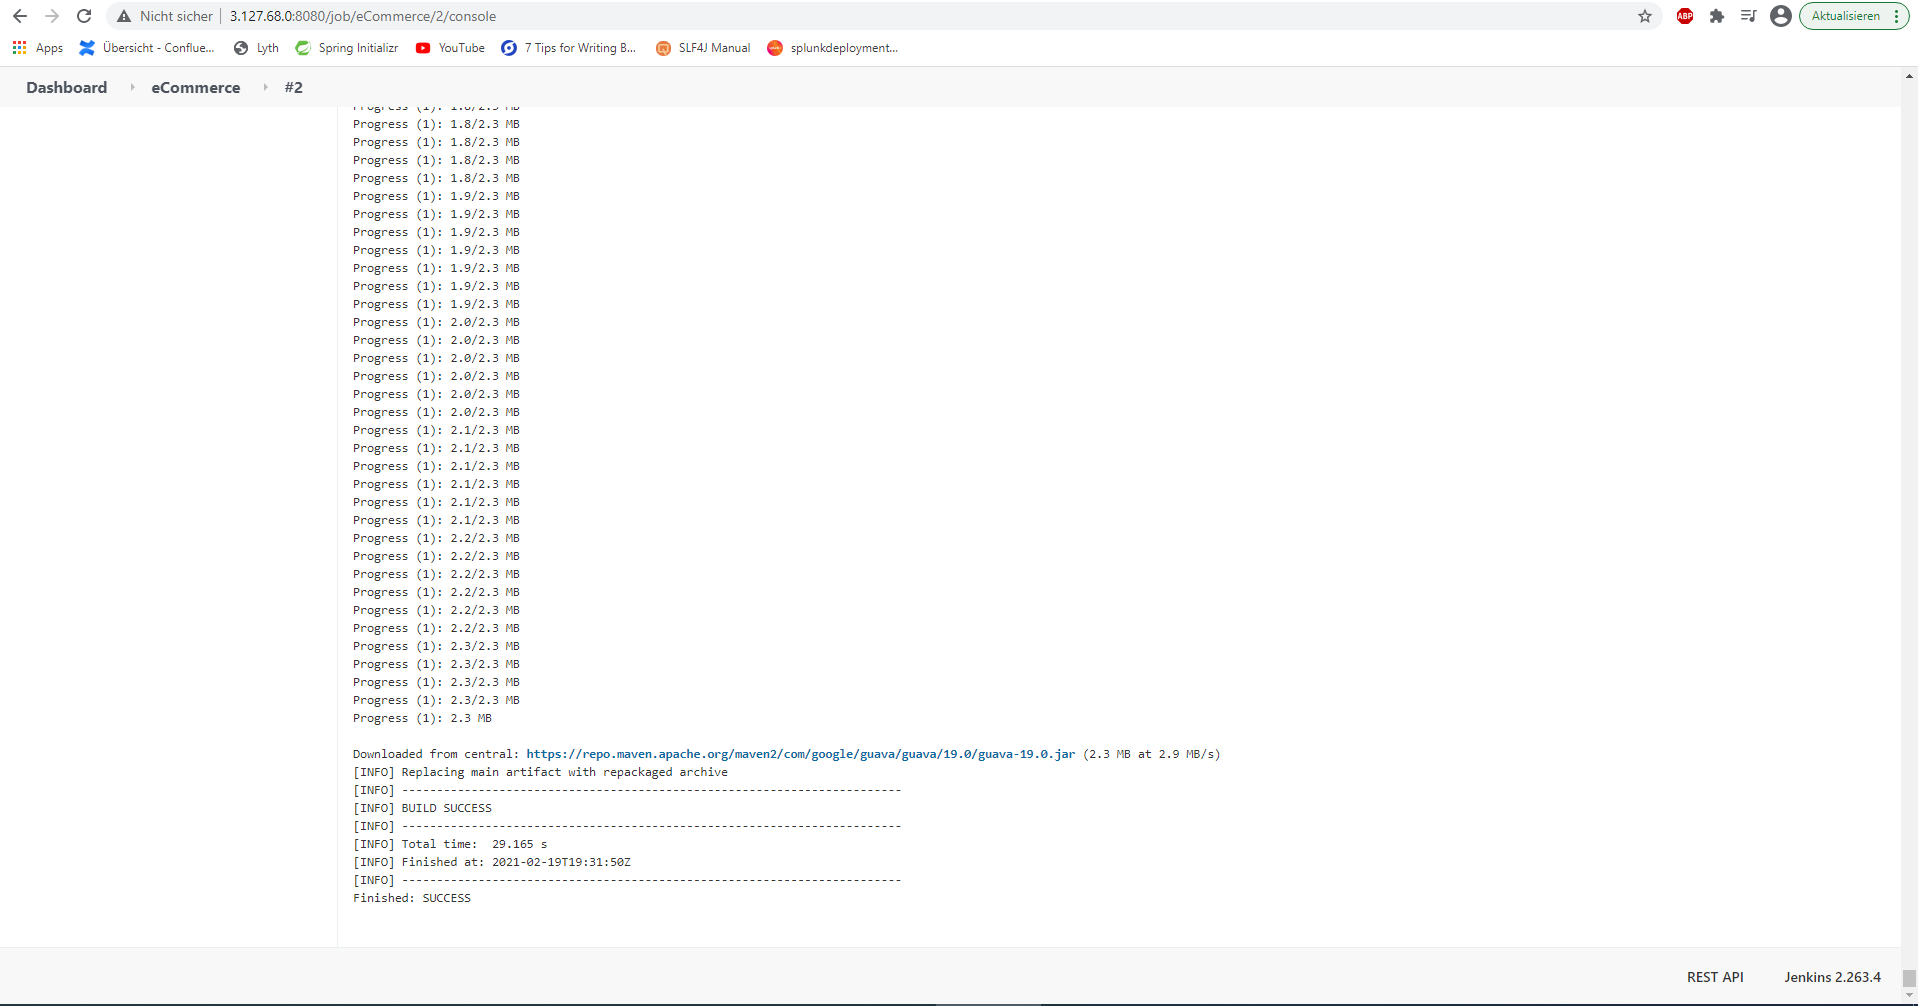 Nicht sicher 3.127.68.0:8080/job/eCommerce/2/console ABP Aktualisieren
Apps Übersicht - Conflue... Lyth Spring Initializr YouTube 7 Tips for Writing B... SLF4J Manual splunkdeployment...
Dashboard eCommerce #2
Progress (1): 1.8/2.3 MB
Progress (1): 1.8/2.3 MB
Progress (1): 1.8/2.3 MB
Progress (1): 1.8/2.3 MB
Progress (1): 1.8/2.3 MB
Progress (1): 1.9/2.3 MB
Progress (1): 1.9/2.3 MB
Progress (1): 1.9/2.3 MB
Progress (1): 1.9/2.3 MB
Progress (1): 1.9/2.3 MB
Progress (1): 1.9/2.3 MB
Progress (1): 1.9/2.3 MB
Progress (1): 2.0/2.3 MB
Progress (1): 2.0/2.3 MB
Progress (1): 2.0/2.3 MB
Progress (1): 2.0/2.3 MB
Progress (1): 2.0/2.3 MB
Progress (1): 2.0/2.3 MB
Progress (1): 2.1/2.3 MB
Progress (1): 2.1/2.3 MB
Progress (1): 2.1/2.3 MB
Progress (1): 2.1/2.3 MB
Progress (1): 2.1/2.3 MB
Progress (1): 2.1/2.3 MB
Progress (1): 2.2/2.3 MB
Progress (1): 2.2/2.3 MB
Progress (1): 2.2/2.3 MB
Progress (1): 2.2/2.3 MB
Progress (1): 2.2/2.3 MB
Progress (1): 2.2/2.3 MB
Progress (1): 2.3/2.3 MB
Progress (1): 2.3/2.3 MB
Progress (1): 2.3/2.3 MB
Progress (1): 2.3/2.3 MB
Progress (1): 2.3 MB
Downloaded from central: https://repo.maven.apache.org/maven2/com/google/guava/guava/19.0/guava-19.0.jar (2.3 MB at 2.9 MB/s)
[INFO] Replacing main artifact with repackaged archive
[INFO] ------------------------------------------------------------------------
[INFO] BUILD SUCCESS
[INFO] ------------------------------------------------------------------------
[INFO] Total time:  29.165 s
[INFO] Finished at: 2021-02-19T19:31:50Z
[INFO] ------------------------------------------------------------------------
Finished: SUCCESS
REST API Jenkins 2.263.4